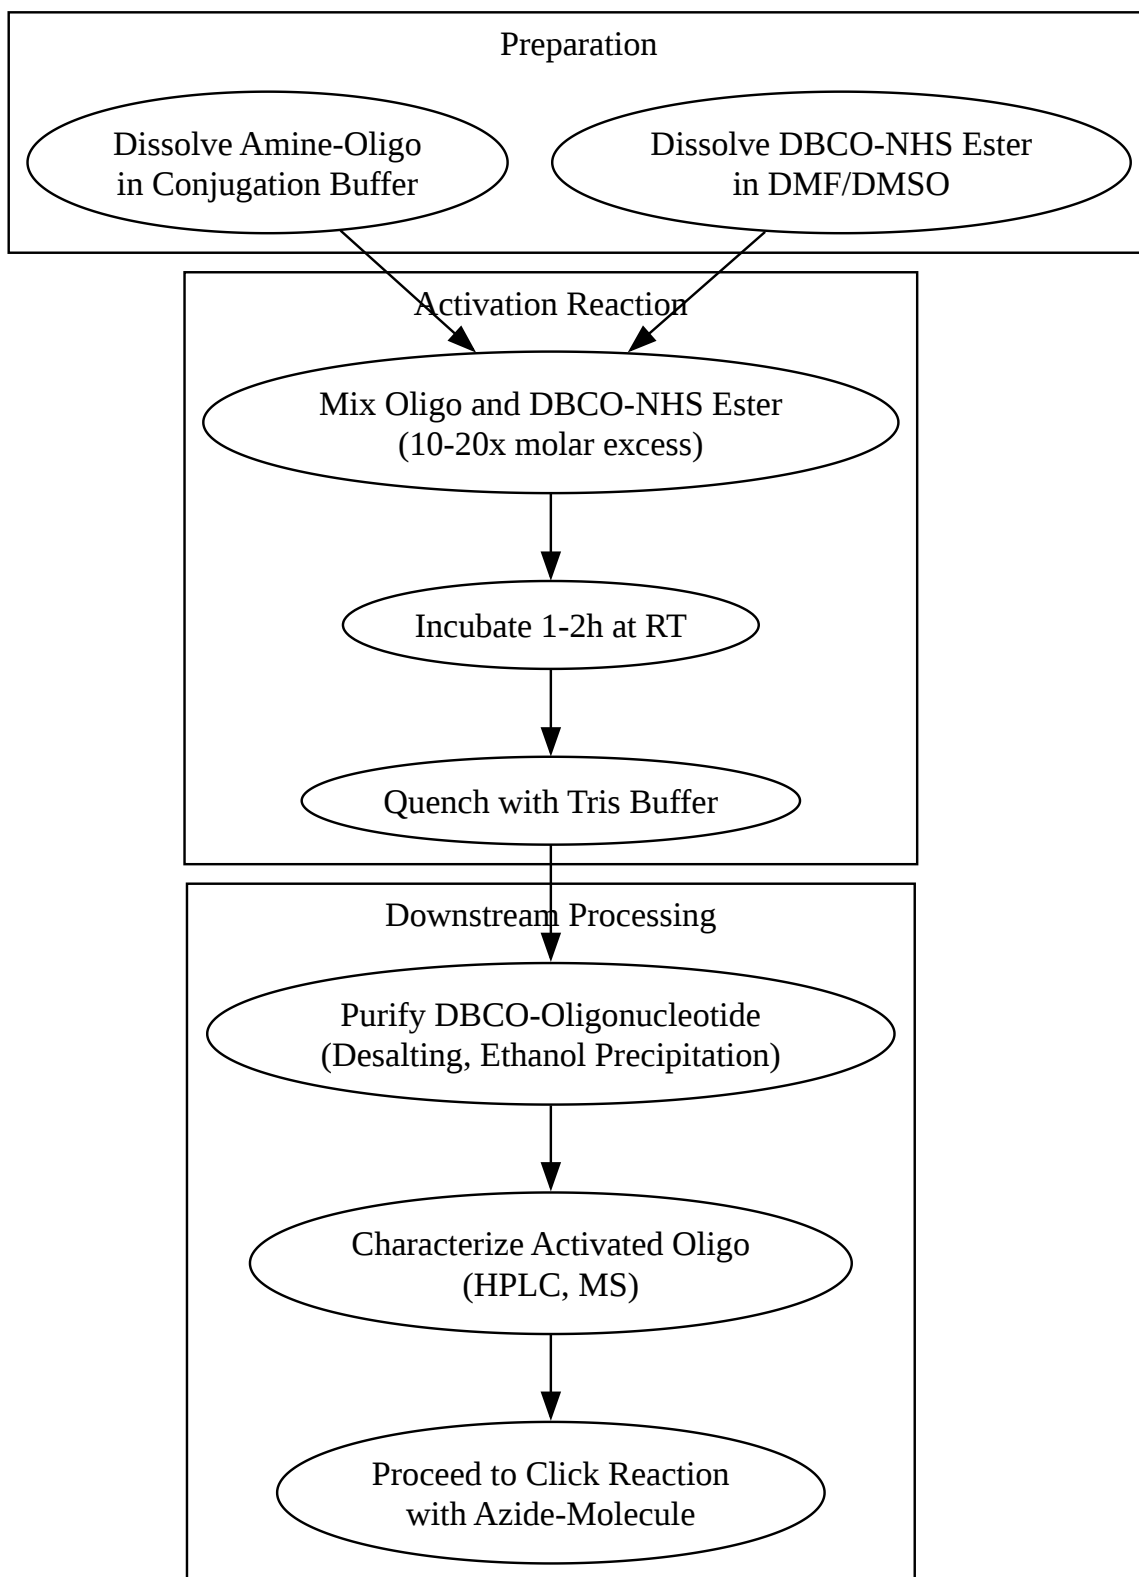 Preparation
Dissolve Amine-Oligo
in Conjugation Buffer
Dissolve DBCO-NHS Ester
in DMF/DMSO
Activation Reaction
Mix Oligo and DBCO-NHS Ester
(10-20x molar excess)
Incubate 1-2h at RT
Quench with Tris Buffer
Downstream Processing
Purify DBCO-Oligonucleotide
(Desalting, Ethanol Precipitation)
Characterize Activated Oligo
(HPLC, MS)
Proceed to Click Reaction
with Azide-Molecule